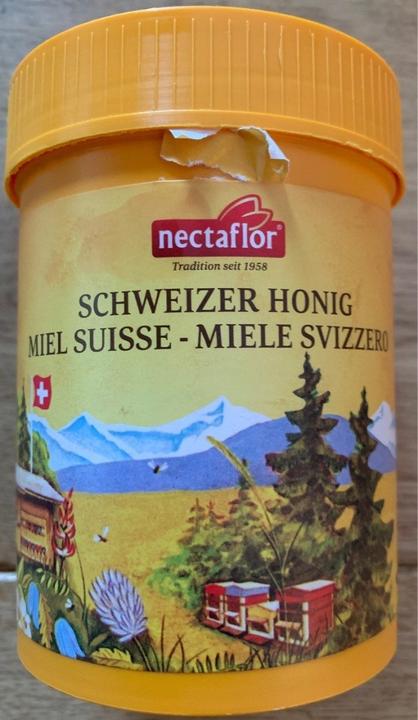 nectaflor
Tradition seit 1958
SCHWEIZER HONIG
MIEL SUISSE - MIELE SVIZZERO